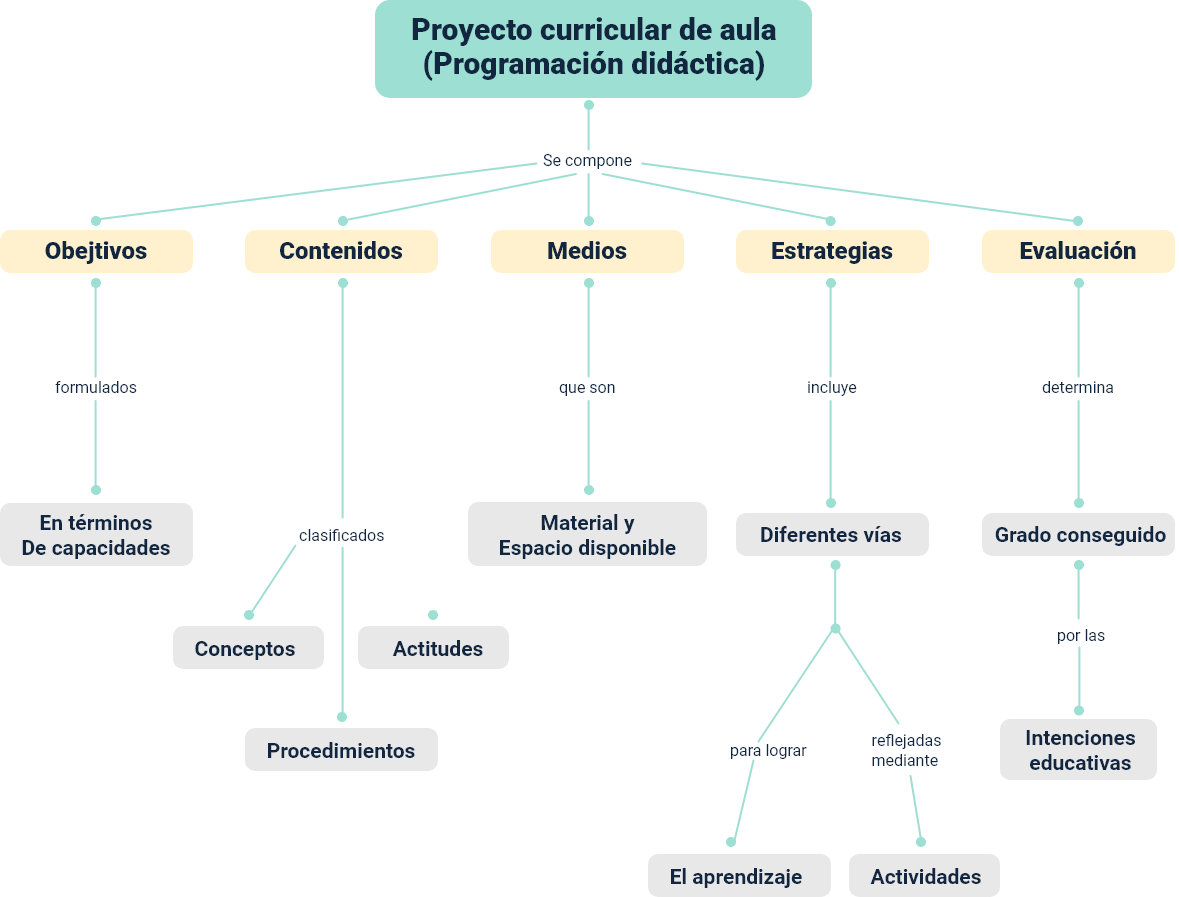 Proyecto curricular de aula
(Programación didáctica)
Se compone
Obejtivos
Contenidos
Medios
Estrategias
Evaluación
formulados
que son
incluye
determina
En términos
De capacidades
clasificados
Material y
Espacio disponible
Diferentes vías
Grado conseguido
Conceptos
Actitudes
por las
Procedimientos
para lograr
reflejadas
mediante
Intenciones
educativas
El aprendizaje
Actividades